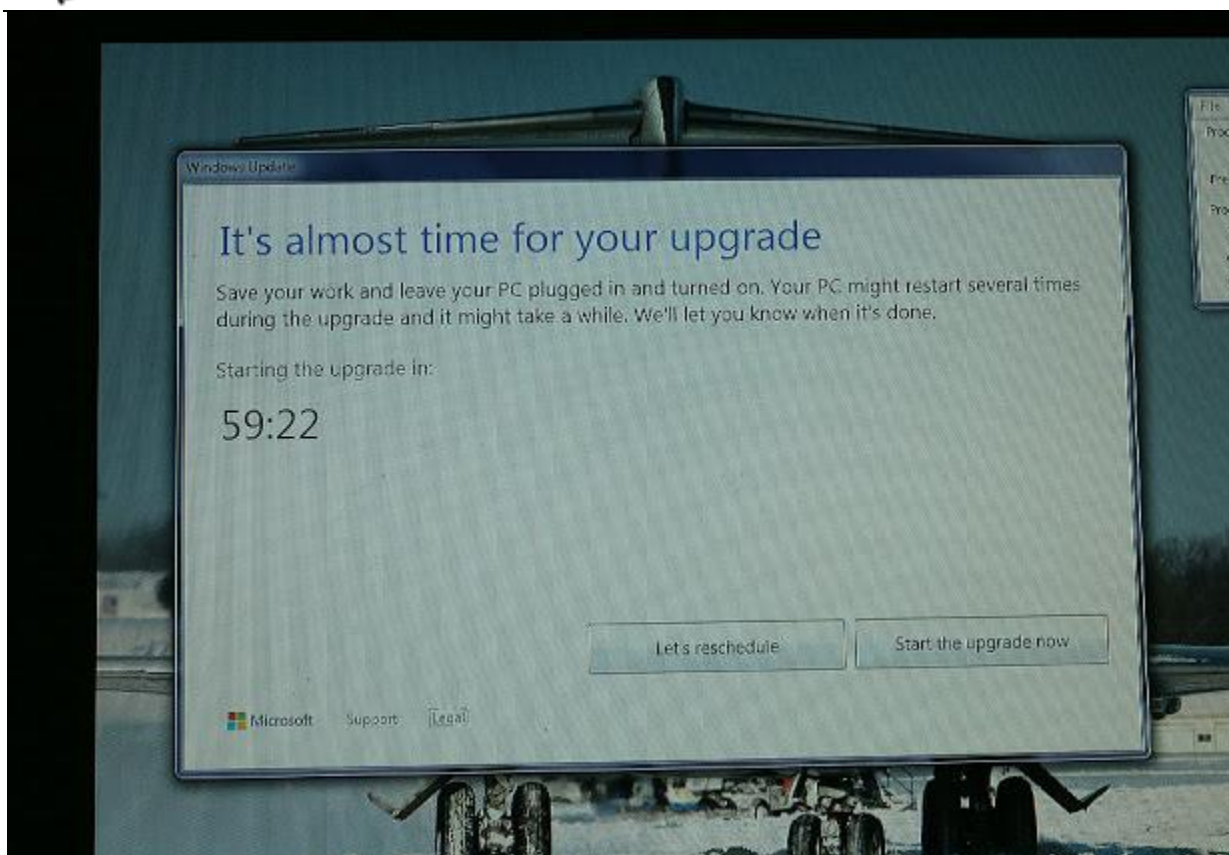 Windows Update
It's almost time for your upgrade
Save your work and leave your PC plugged in and turned on. Your PC might restart several times
during the upgrade and it might take a while. We'll let you know when it's done.
Starting the upgrade in:
59:22
Let's reschedule
Start the upgrade now
Microsoft
Support
Legal
File